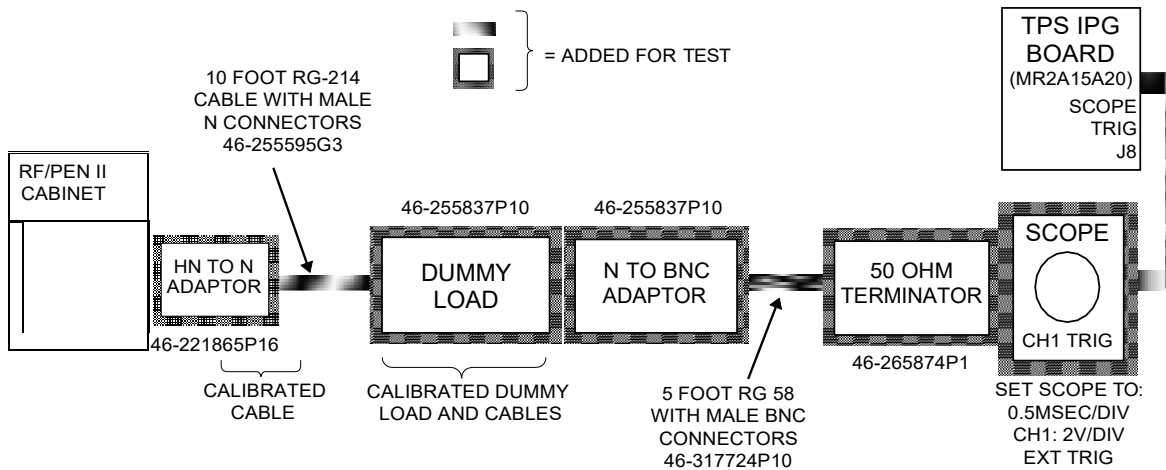 = ADDED FOR TEST
TPS IPG
BOARD
(MR2A15A20)
SCOPE
TRIG
J8
10 FOOT RG-214
CABLE WITH MALE
N CONNECTORS
46-255595G3
RF/PEN II
CABINET
HN TO N
ADAPTOR
46-221865P16
CALIBRATED
CABLE
46-255837P10
DUMMY
LOAD
CALIBRATED DUMMY
LOAD AND CABLES
46-255837P10
N TO BNC
ADAPTOR
5 FOOT RG 58
WITH MALE BNC
CONNECTORS
46-317724P10
50 OHM
TERMINATOR
46-265874P1
SCOPE
CH1 TRIG
SET SCOPE TO:
0.5MSEC/DIV
CH1: 2V/DIV
EXT TRIG